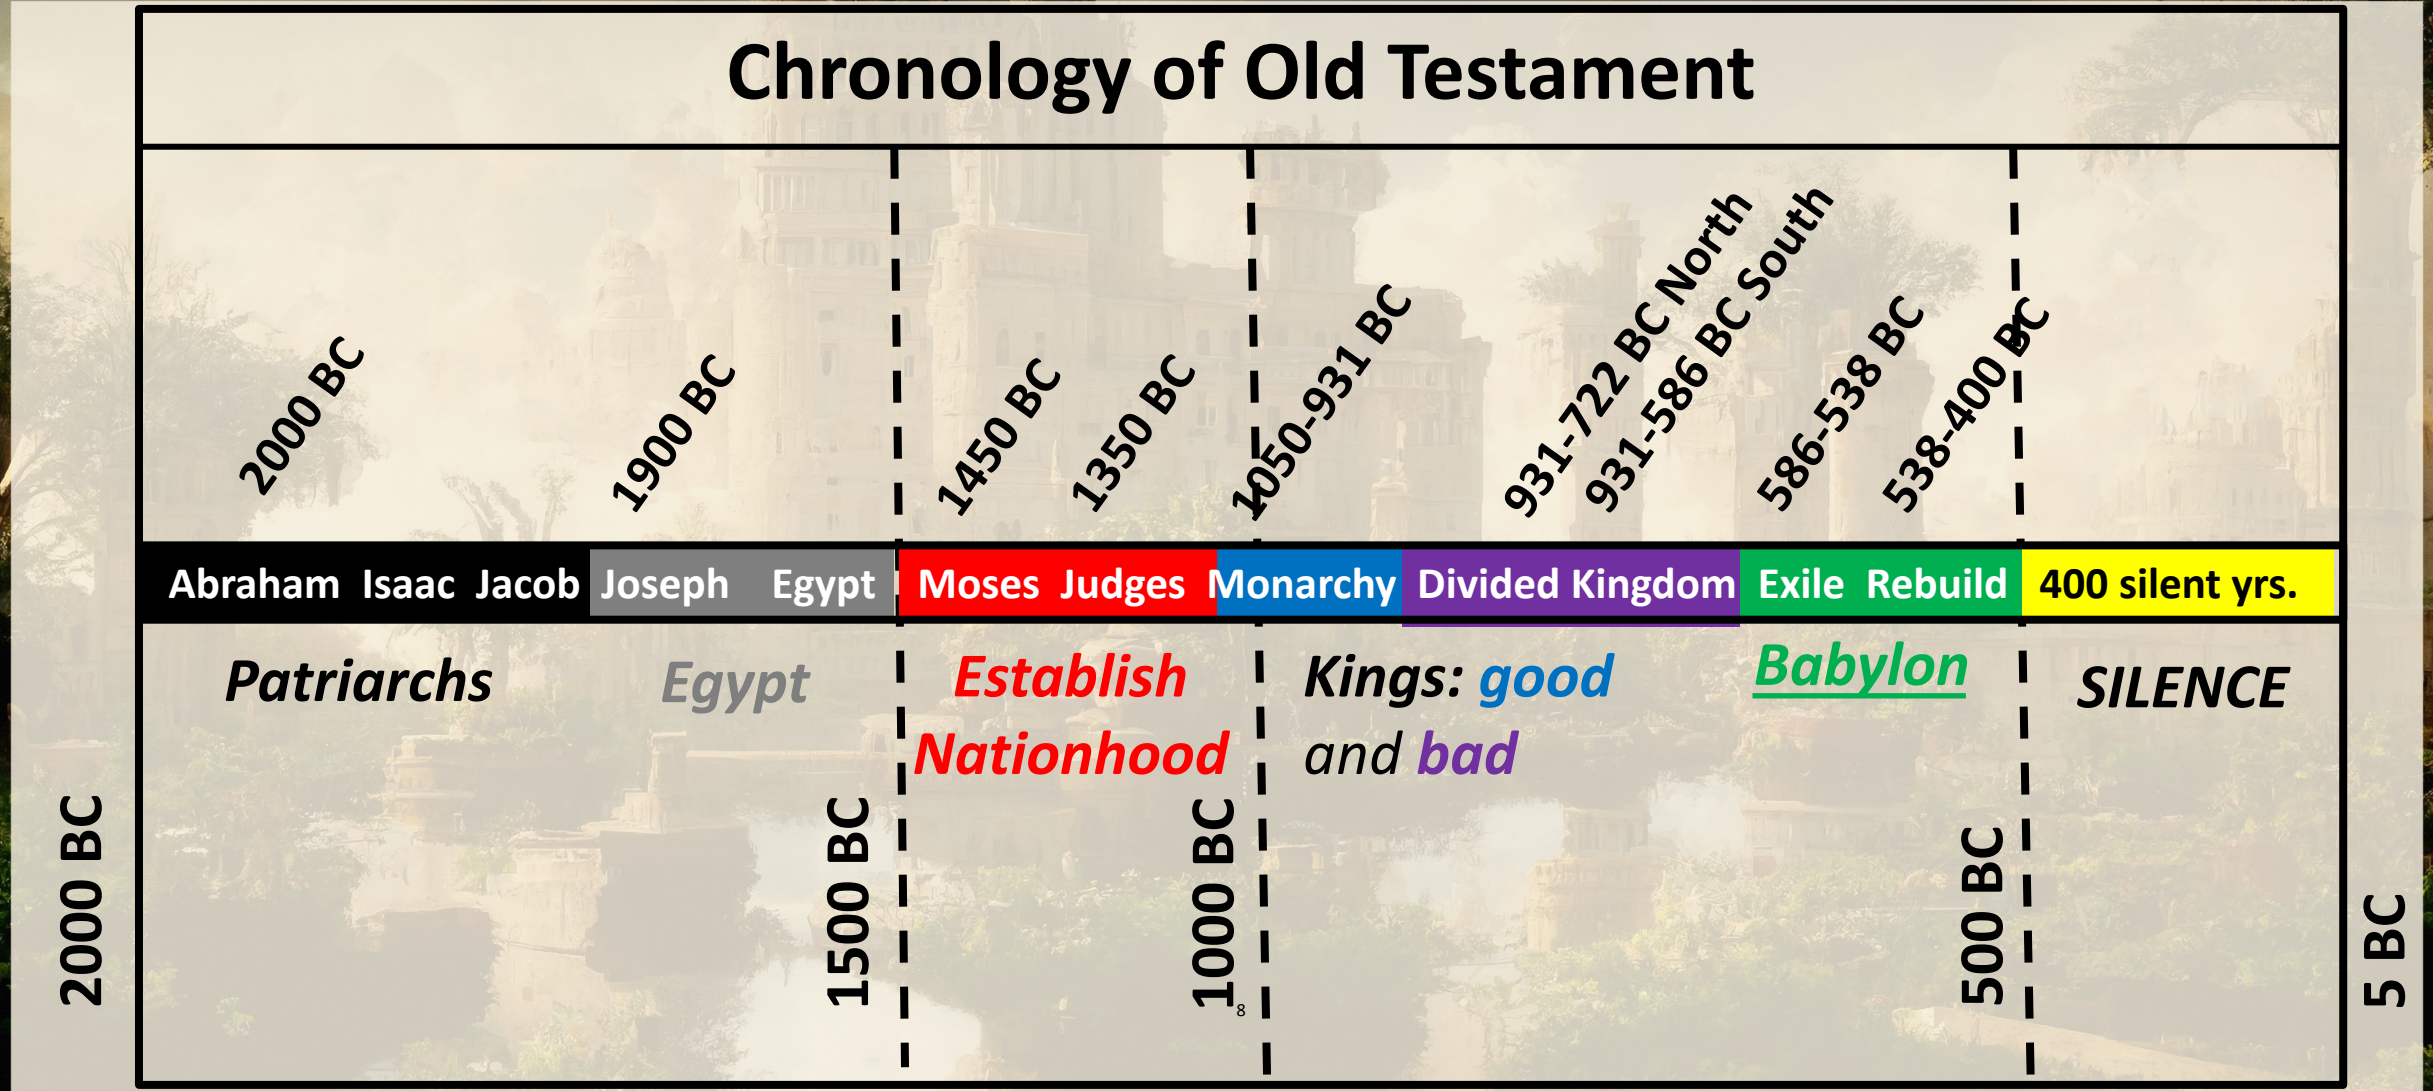 Chronology of Old Testament
2000 BC
1900 BC
1450 BC
1350 BC
1050-931 BC
931-722 BC North
931-586 BC South
586-538 BC
538-400 BC
Abraham Isaac Jacob Joseph Egypt Moses Judges Monarchy Divided Kingdom Exile Rebuild 400 silent yrs.
Patriarchs
Egypt
Establish
Nationhood
Kings: good
and bad
Babylon
SILENCE
2000 BC
1500 BC
1000 BC
500 BC
5 BC
8